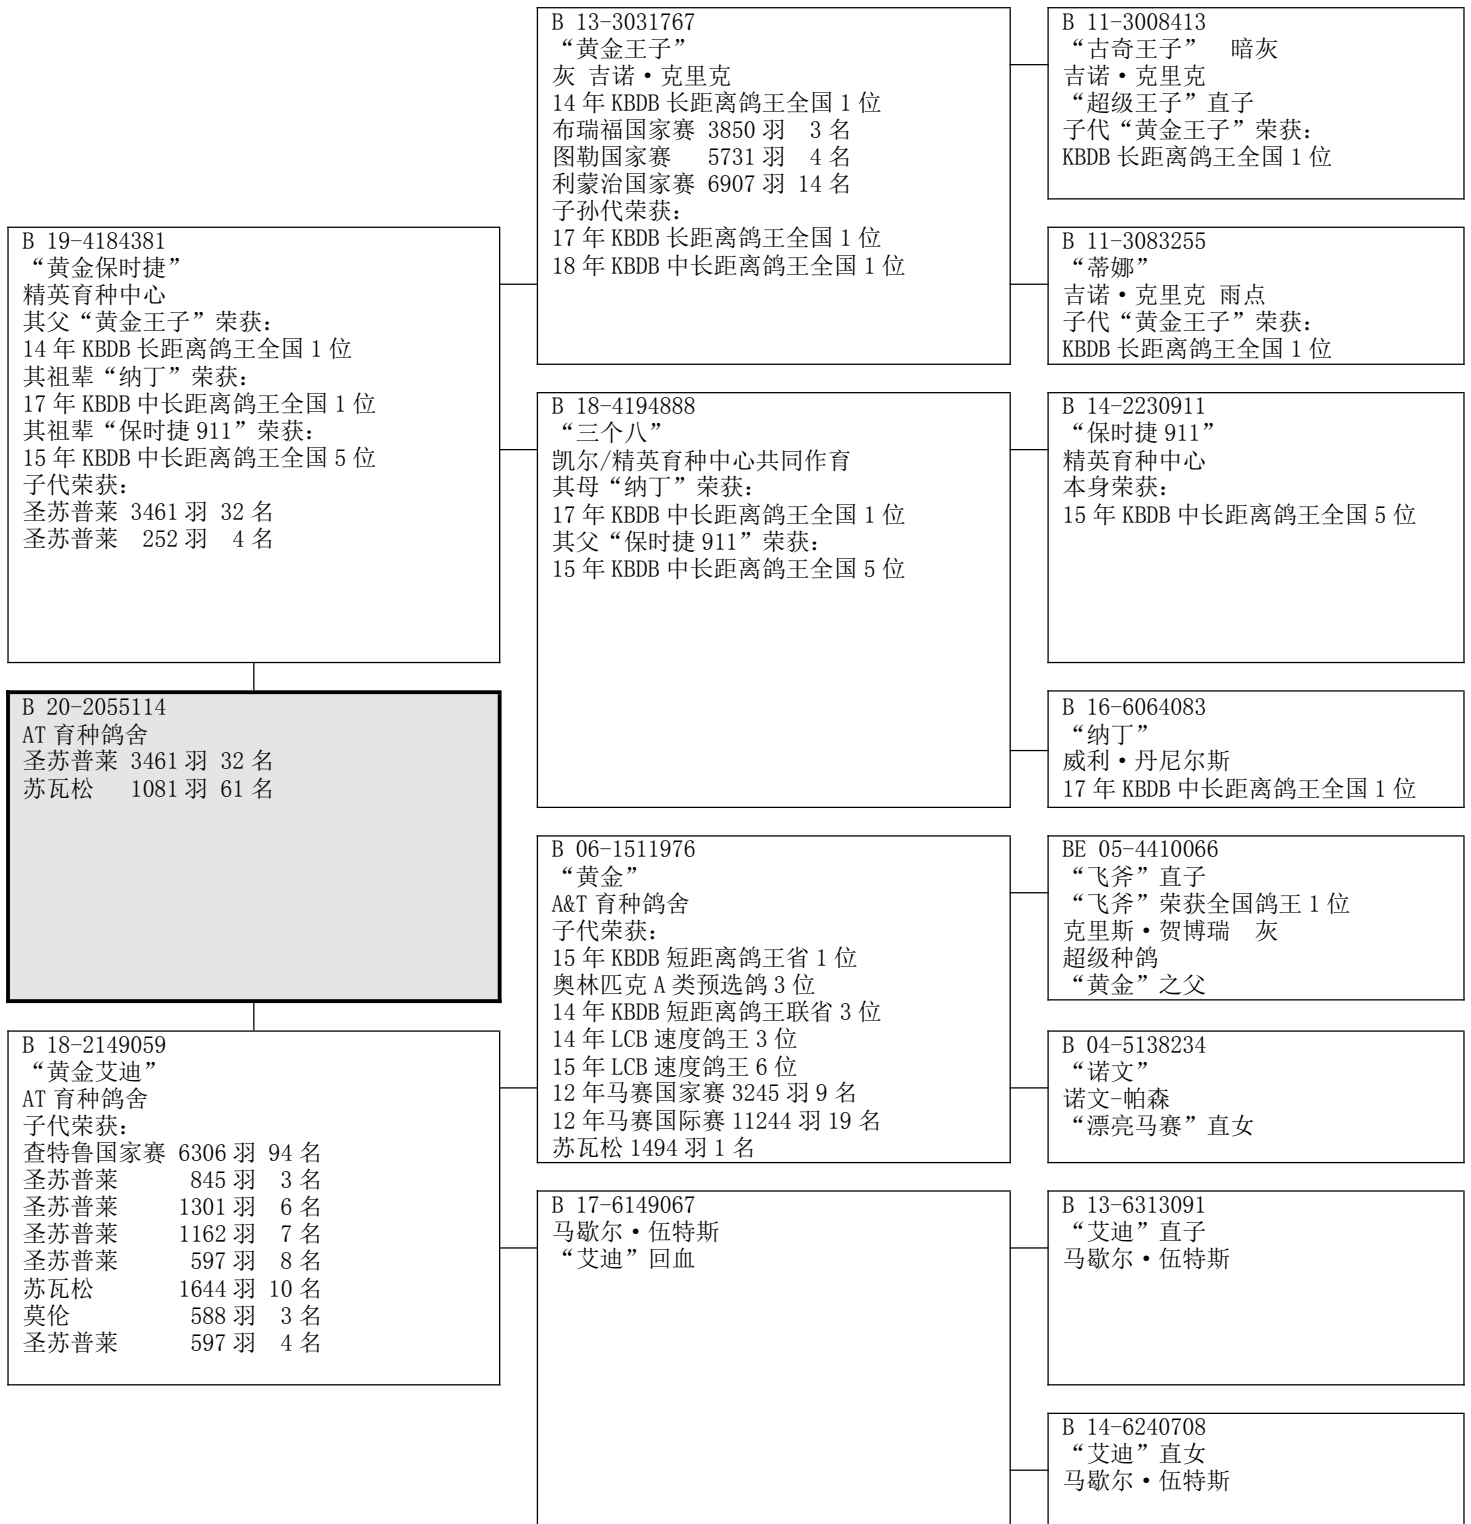 B 13-3031767
“黄金王子”
灰 吉诺·克里克
14 年 KBDB 长距离鸽王全国 1 位
布瑞福国家赛 3850 羽 3 名
图勒国家赛 5731 羽 4 名
利蒙治国家赛 6907 羽 14 名
子孙代荣获：
17 年 KBDB 长距离鸽王全国 1 位
18 年 KBDB 中长距离鸽王全国 1 位
B 11-3008413
“古奇王子” 暗灰
吉诺·克里克
“超级王子”直子
子代“黄金王子”荣获：
KBDB 长距离鸽王全国 1 位
B 19-4184381
“黄金保时捷”
精英育种中心
其父“黄金王子”荣获：
14 年 KBDB 长距离鸽王全国 1 位
其祖辈“纳丁”荣获：
17 年 KBDB 中长距离鸽王全国 1 位
其祖辈“保时捷 911”荣获：
15 年 KBDB 中长距离鸽王全国 5 位
子代荣获：
圣苏普莱 3461 羽 32 名
圣苏普莱 252 羽 4 名
B 11-3083255
“蒂娜”
吉诺·克里克 雨点
子代“黄金王子”荣获：
KBDB 长距离鸽王全国 1 位
B 18-4194888
“三个八”
凯尔/精英育种中心共同作育
其母“纳丁”荣获：
17 年 KBDB 中长距离鸽王全国 1 位
其父“保时捷 911”荣获：
15 年 KBDB 中长距离鸽王全国 5 位
B 14-2230911
“保时捷 911”
精英育种中心
本身荣获：
15 年 KBDB 中长距离鸽王全国 5 位
B 20-2055114
AT 育种鸽舍
圣苏普莱 3461 羽 32 名
苏瓦松 1081 羽 61 名
B 16-6064083
“纳丁”
威利·丹尼尔斯
17 年 KBDB 中长距离鸽王全国 1 位
B 06-1511976
“黄金”
A&T 育种鸽舍
子代荣获：
15 年 KBDB 短距离鸽王省 1 位
奥林匹克 A 类预选鸽 3 位
14 年 KBDB 短距离鸽王联省 3 位
14 年 LCB 速度鸽王 3 位
15 年 LCB 速度鸽王 6 位
12 年马赛国家赛 3245 羽 9 名
12 年马赛国际赛 11244 羽 19 名
苏瓦松 1494 羽 1 名
BE 05-4410066
“飞斧”直子
“飞斧”荣获全国鸽王 1 位
克里斯·贺博瑞 灰
超级种鸽
“黄金”之父
B 18-2149059
“黄金艾迪”
AT 育种鸽舍
子代荣获：
查特鲁国家赛 6306 羽 94 名
圣苏普莱 845 羽 3 名
圣苏普莱 1301 羽 6 名
圣苏普莱 1162 羽 7 名
圣苏普莱 597 羽 8 名
苏瓦松 1644 羽 10 名
莫伦 588 羽 3 名
圣苏普莱 597 羽 4 名
B 04-5138234
“诺文”
诺文-帕森
“漂亮马赛”直女
B 17-6149067
马歇尔·伍特斯
“艾迪”回血
B 13-6313091
“艾迪”直子
马歇尔·伍特斯
B 14-6240708
“艾迪”直女
马歇尔·伍特斯